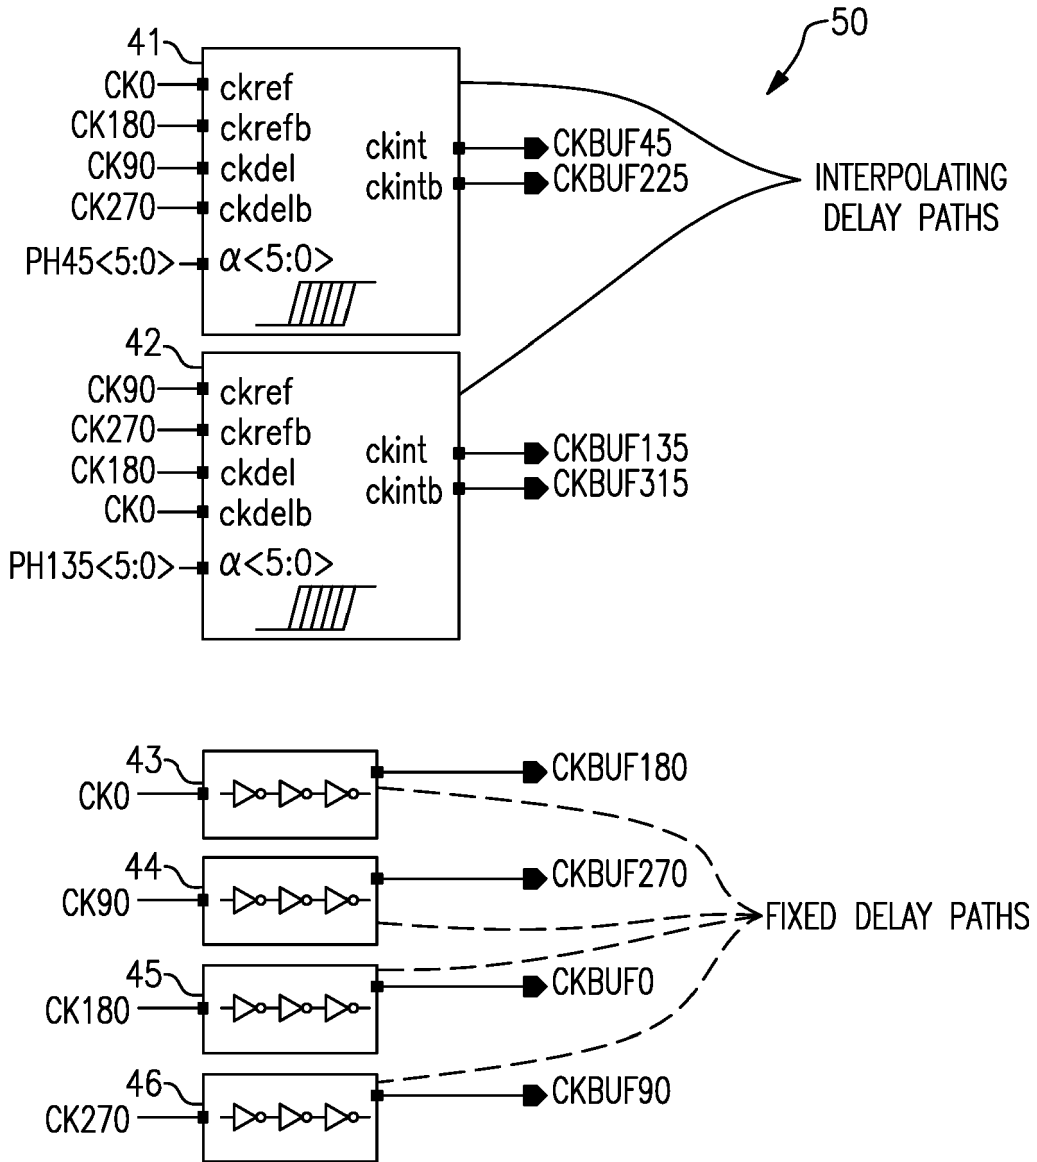 50
41
CK0
CK180
CK90
CK270
PH45<5:0>
ckref
ckrefb
ckdel
ckdelb
α<5:0>
ckint
ckintb
CKBUF45
CKBUF225
INTERPOLATING
DELAY PATHS
42
CK90
CK270
CK180
CK0
PH135<5:0>
ckref
ckrefb
ckdel
ckdelb
α<5:0>
ckint
ckintb
CKBUF135
CKBUF315
43
CK0
CKBUF180
44
CK90
CKBUF270
FIXED DELAY PATHS
45
CK180
CKBUF0
46
CK270
CKBUF90